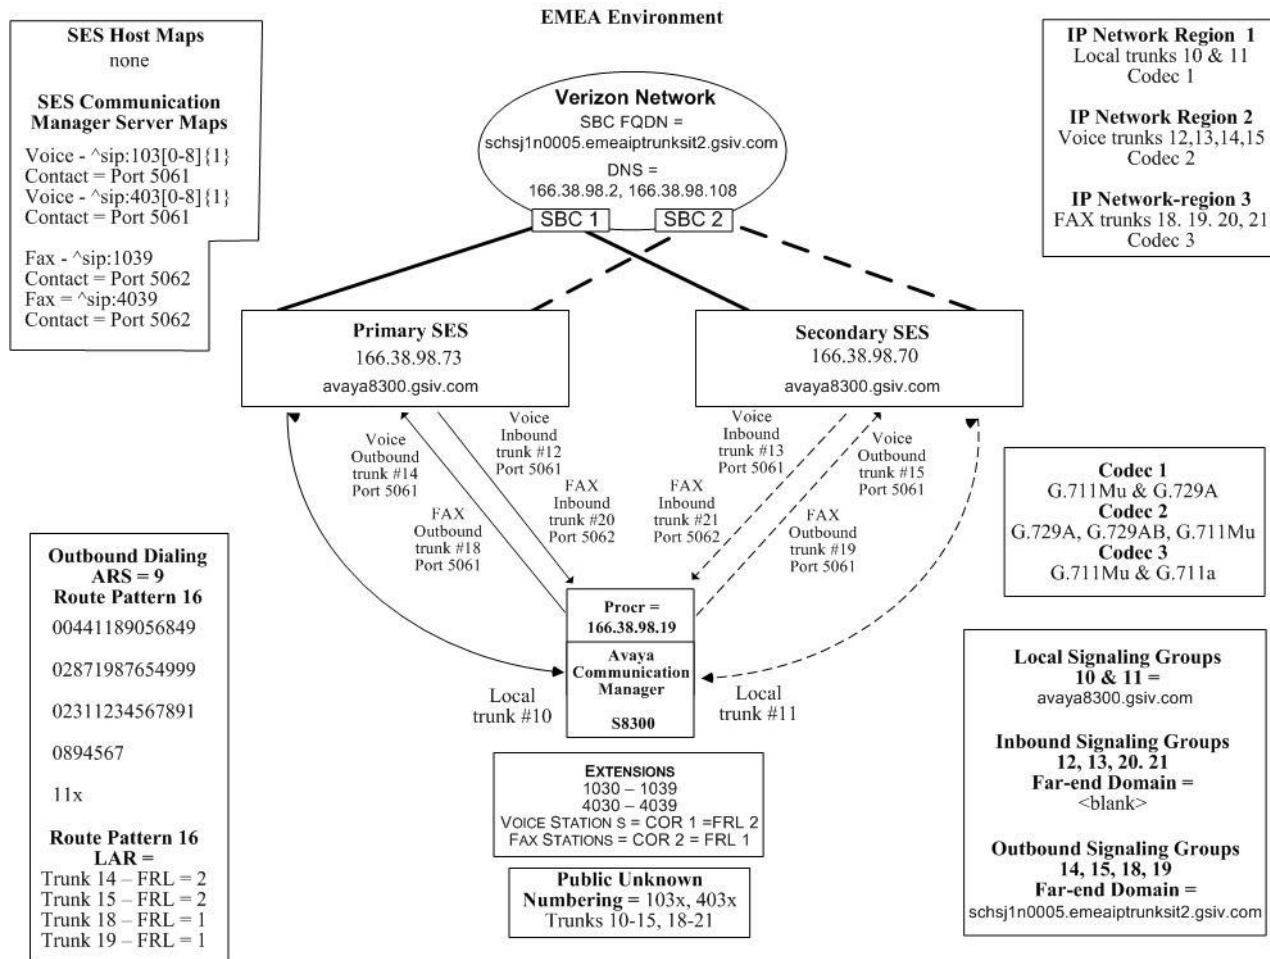 EMEA Environment
SES Host Maps
none
SES Communication
Manager Server Maps
Voice - ^sip:103[0-8]{1}
Contact = Port 5061
Voice - ^sip:403[0-8]{1}
Contact = Port 5061
Fax - ^sip:1039
Contact = Port 5062
Fax = ^sip:4039
Contact = Port 5062
Verizon Network
SBC FQDN =
schsj1n0005.emeaiptrunksit2.gsiv.com
DNS =
166.38.98.2, 166.38.98.108
SBC 1
SBC 2
IP Network Region 1
Local trunks 10 & 11
Codec 1
IP Network Region 2
Voice trunks 12,13,14,15
Codec 2
IP Network-region 3
FAX trunks 18. 19. 20, 21
Codec 3
Primary SES
166.38.98.73
avaya8300.gsiv.com
Secondary SES
166.38.98.70
avaya8300.gsiv.com
Voice
Outbound
trunk #14
Port 5061
Voice
Inbound
trunk #12
Port 5061
FAX
Outbound
trunk #18
Port 5061
FAX
Inbound
trunk #20
Port 5062
Voice
Inbound
trunk #13
Port 5061
Voice
Outbound
trunk #15
Port 5061
FAX
Inbound
trunk #21
Port 5062
FAX
Outbound
trunk #19
Port 5061
Codec 1
G.711Mu & G.729A
Codec 2
G.729A, G.729AB, G.711Mu
Codec 3
G.711Mu & G.711a
Outbound Dialing
ARS = 9
Route Pattern 16
00441189056849
02871987654999
02311234567891
0894567
11x
Route Pattern 16
LAR =
Trunk 14 – FRL = 2
Trunk 15 – FRL = 2
Trunk 18 – FRL = 1
Trunk 19 – FRL = 1
Procr =
166.38.98.19
Avaya
Communication
Manager
S8300
Local
trunk #10
Local
trunk #11
EXTENSIONS
1030 – 1039
4030 – 4039
VOICE STATION S = COR 1 =FRL 2
FAX STATIONS = COR 2 = FRL 1
Public Unknown
Numbering = 103x, 403x
Trunks 10-15, 18-21
Local Signaling Groups
10 & 11 =
avaya8300.gsiv.com
Inbound Signaling Groups
12, 13, 20. 21
Far-end Domain =
<blank>
Outbound Signaling Groups
14, 15, 18, 19
Far-end Domain =
schsj1n0005.emeaiptrunksit2.gsiv.com